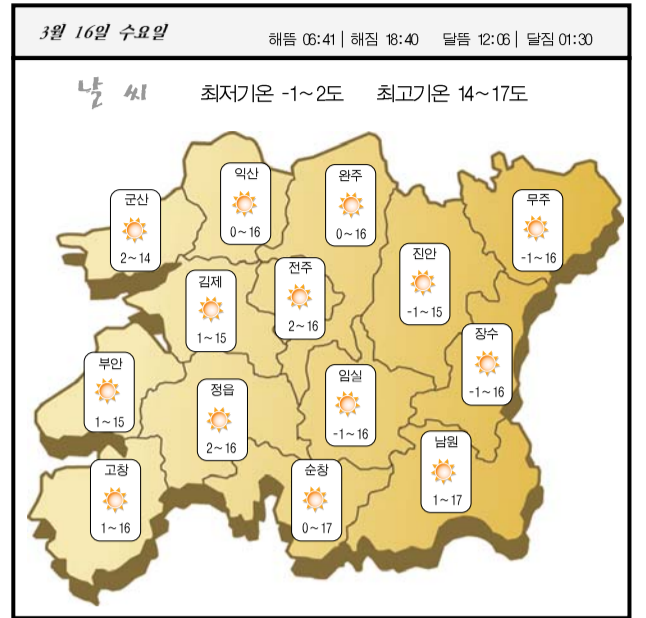 3월 16일 수요일
해뜸 06:41 | 해짐 18:40 달뜸 12:06 | 달짐 01:30
날 씨 최저기온 -1~2도 최고기온 14~17도
익산
0~16
완주
0~16
군산
2~14
무주
-1~16
진안
-1~15
전주
2~16
김제
1~15
장수
-1~16
부안
1~15
임실
-1~16
정읍
2~16
남원
1~17
고창
1~16
순창
0~17